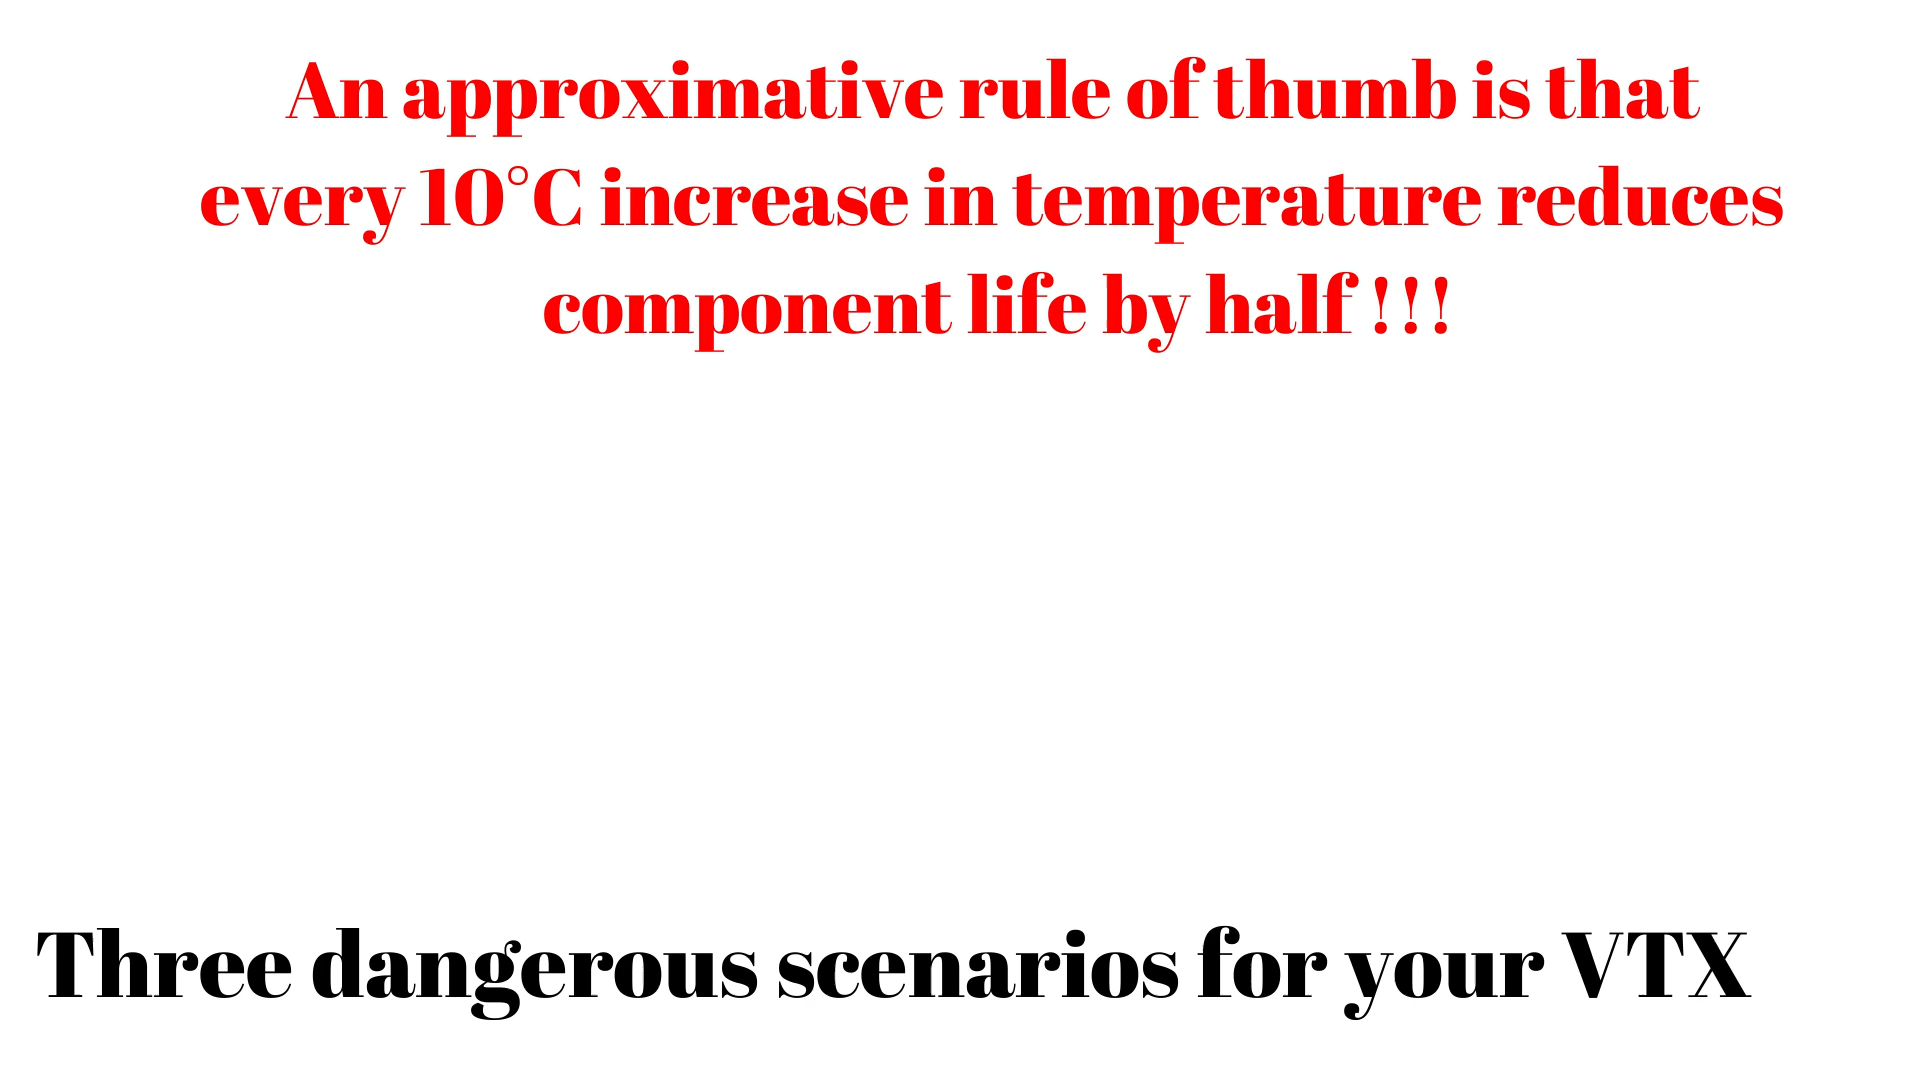 An approximative rule of thumb is that
every 10°C increase in temperature reduces
component life by half !!!
Three dangerous scenarios for your VTX